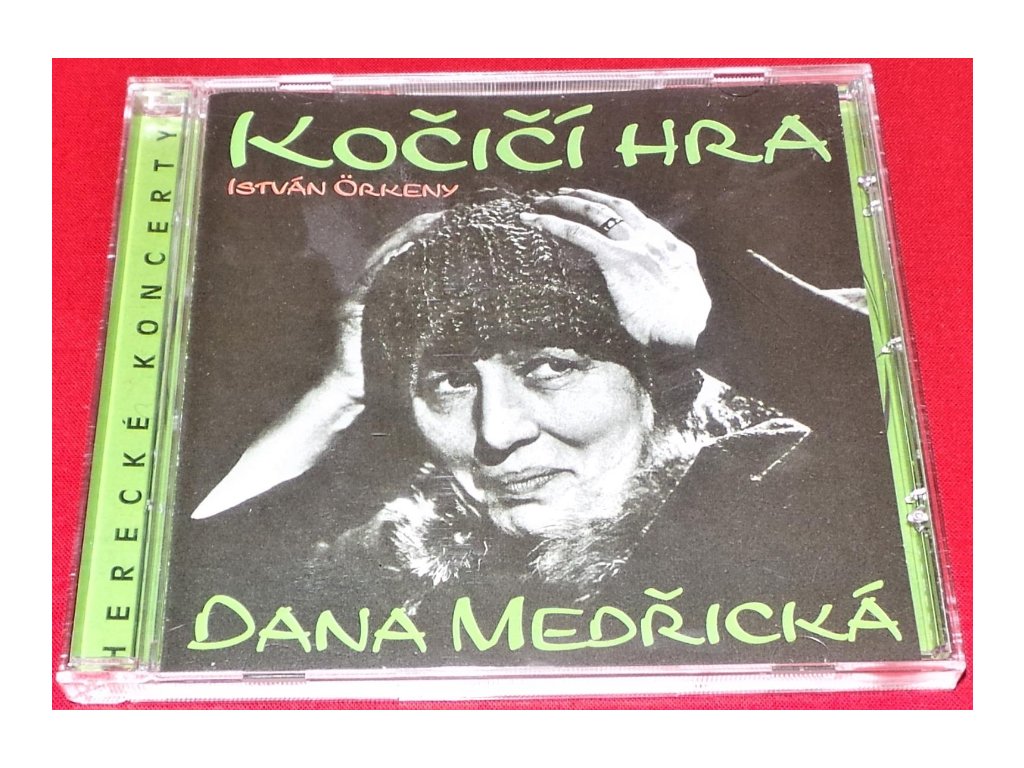 KOČIČÍ HRA
ISTVÁN ÖRKENY
DANA MEDŘICKÁ
HERECKÉ KONCERTY